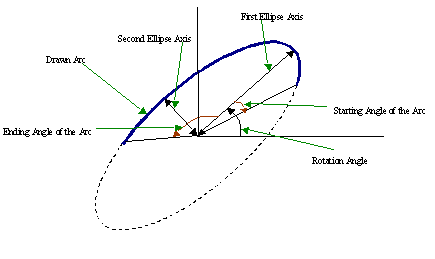 First Ellipse Axis
Second Ellipse Axis
Drawn Arc
Starting Angle of the Arc
Ending Angle of the Arc
Rotation Angle